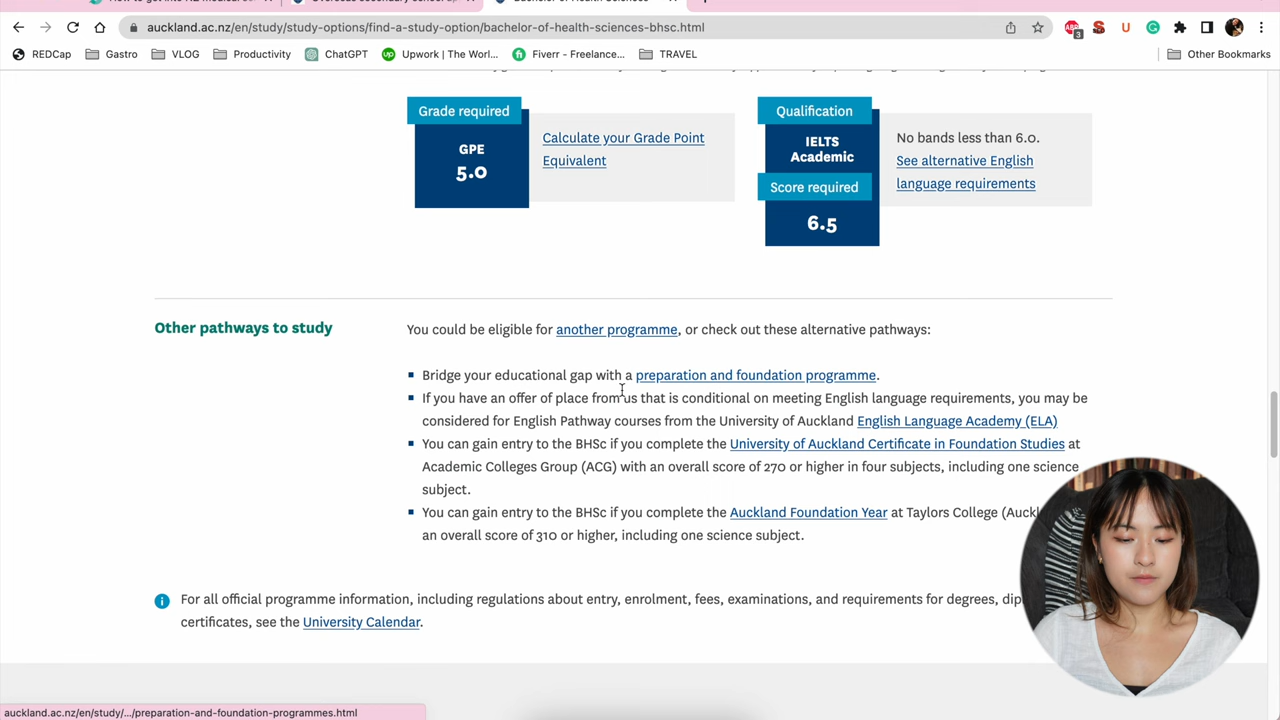 Bachelor of Health Sciences
auckland.ac.nz/en/study/study-options/find-a-study-option/bachelor-of-health-sciences-bhsc.html
REDCap Gastro VLOG Productivity ChatGPT Upwork | The Worl... Fiverr - Freelance... TRAVEL Other Bookmarks
Grade required
GPE
5.0
Calculate your Grade Point
Equivalent
Qualification
IELTS
Academic
Score required
6.5
No bands less than 6.0.
See alternative English
language requirements
Other pathways to study
You could be eligible for another programme, or check out these alternative pathways:
Bridge your educational gap with a preparation and foundation programme.
If you have an offer of place from us that is conditional on meeting English language requirements, you may be
considered for English Pathway courses from the University of Auckland English Language Academy (ELA)
You can gain entry to the BHSc if you complete the University of Auckland Certificate in Foundation Studies at
Academic Colleges Group (ACG) with an overall score of 270 or higher in four subjects, including one science
subject.
You can gain entry to the BHSc if you complete the Auckland Foundation Year at Taylors College
an overall score of 310 or higher, including one science subject.
For all official programme information, including regulations about entry, enrolment, fees, examinations, and requirements for degrees,
certificates, see the University Calendar.
auckland.ac.nz/en/study/.../preparation-and-foundation-programmes.html